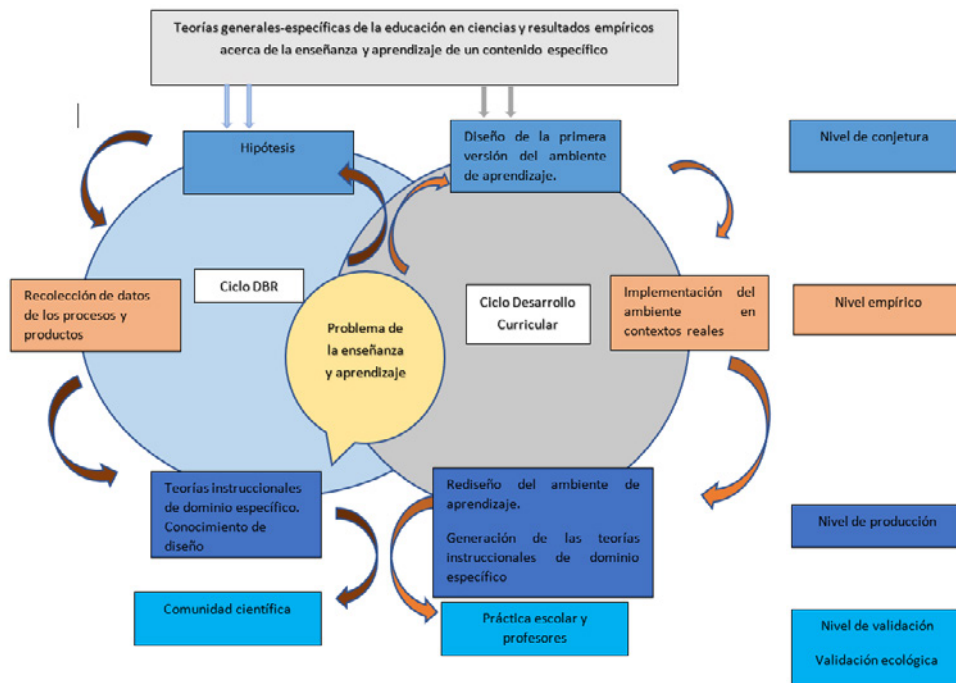 Teorías generales-específicas de la educación en ciencias y resultados empíricos
acerca de la enseñanza y aprendizaje de un contenido específico
Hipótesis
Diseño de la primera
versión del ambiente
de aprendizaje.
Nivel de conjetura
Recolección de datos
de los procesos y
productos
Ciclo DBR
Problema de
la enseñanza
y aprendizaje
Ciclo Desarrollo
Curricular
Implementación del
ambiente en
contextos reales
Nivel empírico
Teorías instruccionales
de dominio específico.
Conocimiento de
diseño
Rediseño del ambiente de
aprendizaje.
Generación de las teorías
instruccionales de dominio
específico
Nivel de producción
Comunidad científica
Práctica escolar y
profesores
Nivel de validación
Validación ecológica